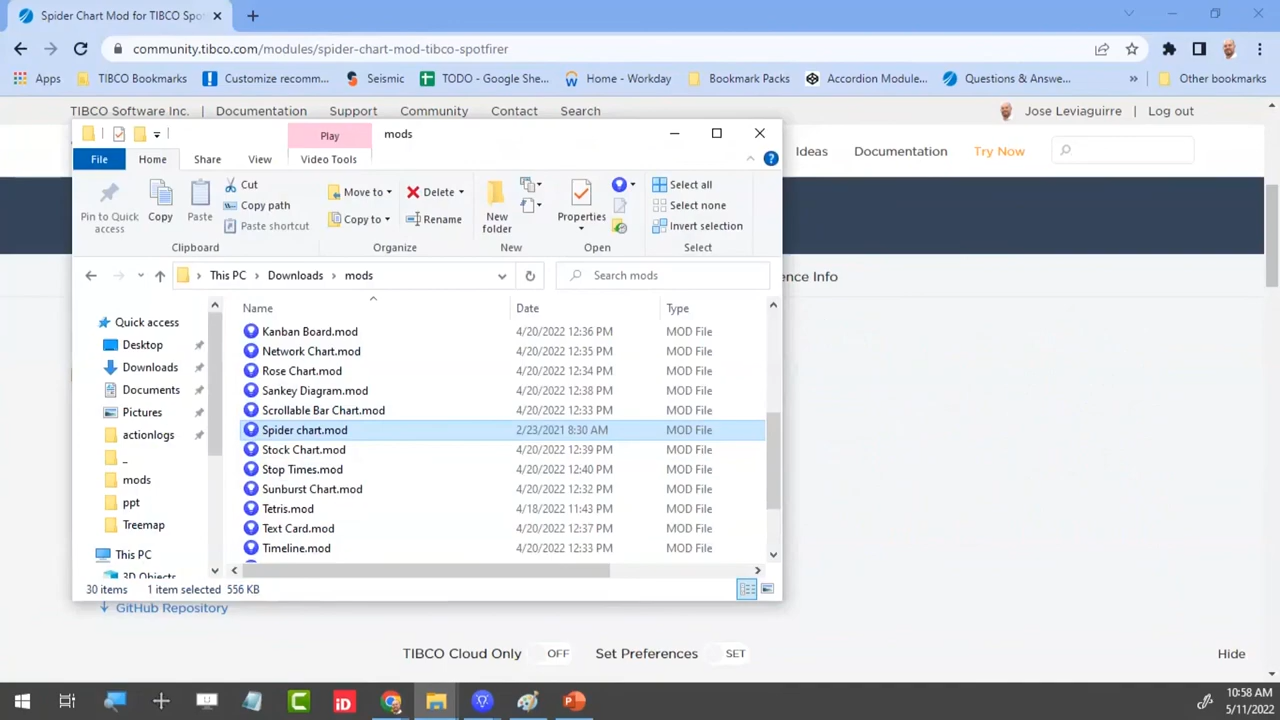 Spider Chart Mod for TIBCO Spot
community.tibco.com/modules/spider-chart-mod-tibco-spotfirer
Apps TIBCO Bookmarks Customize recomm... Seismic TODO - Google She... Home - Workday Bookmark Packs Accordion Module... Questions & Answe... » Other bookmarks
TIBCO Software Inc. | Documentation Support Community Contact Search Jose Leviaguirre | Log out
Play mods
File Home Share View Video Tools
Ideas Documentation Try Now
Pin to Quick access
Copy
Paste
Cut
Copy path
Paste shortcut
Clipboard
Move to
Copy to
Delete
Rename
Organize
New folder
New
Properties
Open
Select all
Select none
Invert selection
Select
This PC > Downloads > mods
Search mods
ence Info
Quick access
Desktop
Downloads
Documents
Pictures
actionlogs
_
mods
ppt
Treemap
This PC
3D Objects
Name Date Type
Kanban Board.mod 4/20/2022 12:36 PM MOD File
Network Chart.mod 4/20/2022 12:35 PM MOD File
Rose Chart.mod 4/20/2022 12:34 PM MOD File
Sankey Diagram.mod 4/20/2022 12:38 PM MOD File
Scrollable Bar Chart.mod 4/20/2022 12:33 PM MOD File
Spider chart.mod 2/23/2021 8:30 AM MOD File
Stock Chart.mod 4/20/2022 12:39 PM MOD File
Stop Times.mod 4/20/2022 12:40 PM MOD File
Sunburst Chart.mod 4/20/2022 12:32 PM MOD File
Tetris.mod 4/18/2022 11:43 PM MOD File
Text Card.mod 4/20/2022 12:37 PM MOD File
Timeline.mod 4/20/2022 12:33 PM MOD File
30 items 1 item selected 556 KB
GitHub Repository
TIBCO Cloud Only OFF Set Preferences SET Hide
iD
10:58 AM
5/11/2022